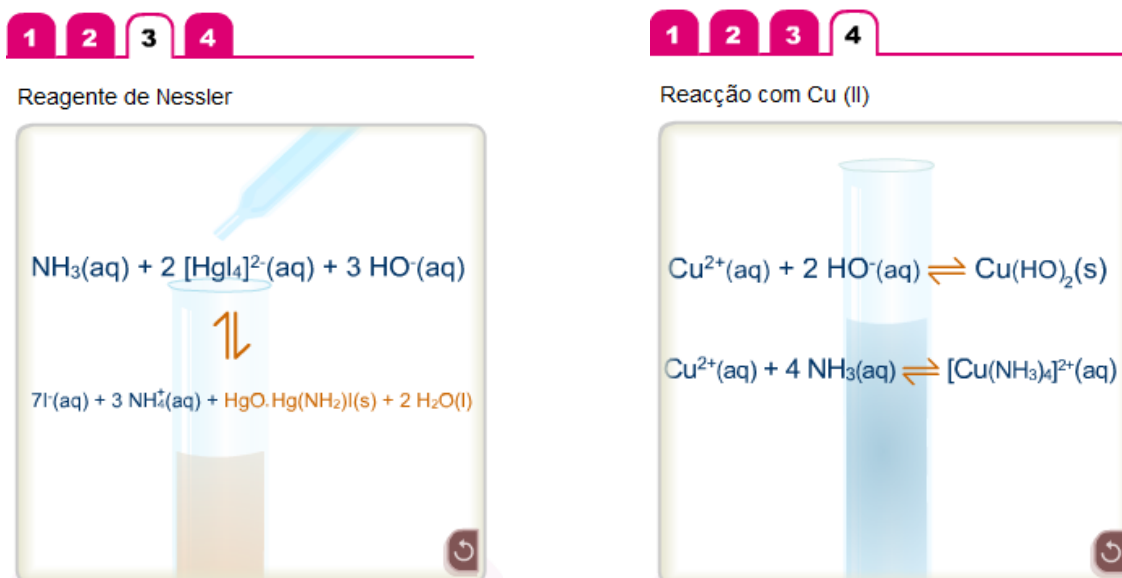 1 2 3 4
Reagente de Nessler
NH₃(aq) + 2 [HgI₄]²⁻(aq) + 3 HO⁻(aq)
⇌
7I⁻(aq) + 3 NH₄⁺(aq) + HgO.Hg(NH₂)I(s) + 2 H₂O(l)
1 2 3 4
Reacção com Cu (II)
Cu²⁺(aq) + 2 HO⁻(aq) ⇌ Cu(HO)₂(s)
Cu²⁺(aq) + 4 NH₃(aq) ⇌ [Cu(NH₃)₄]²⁺(aq)